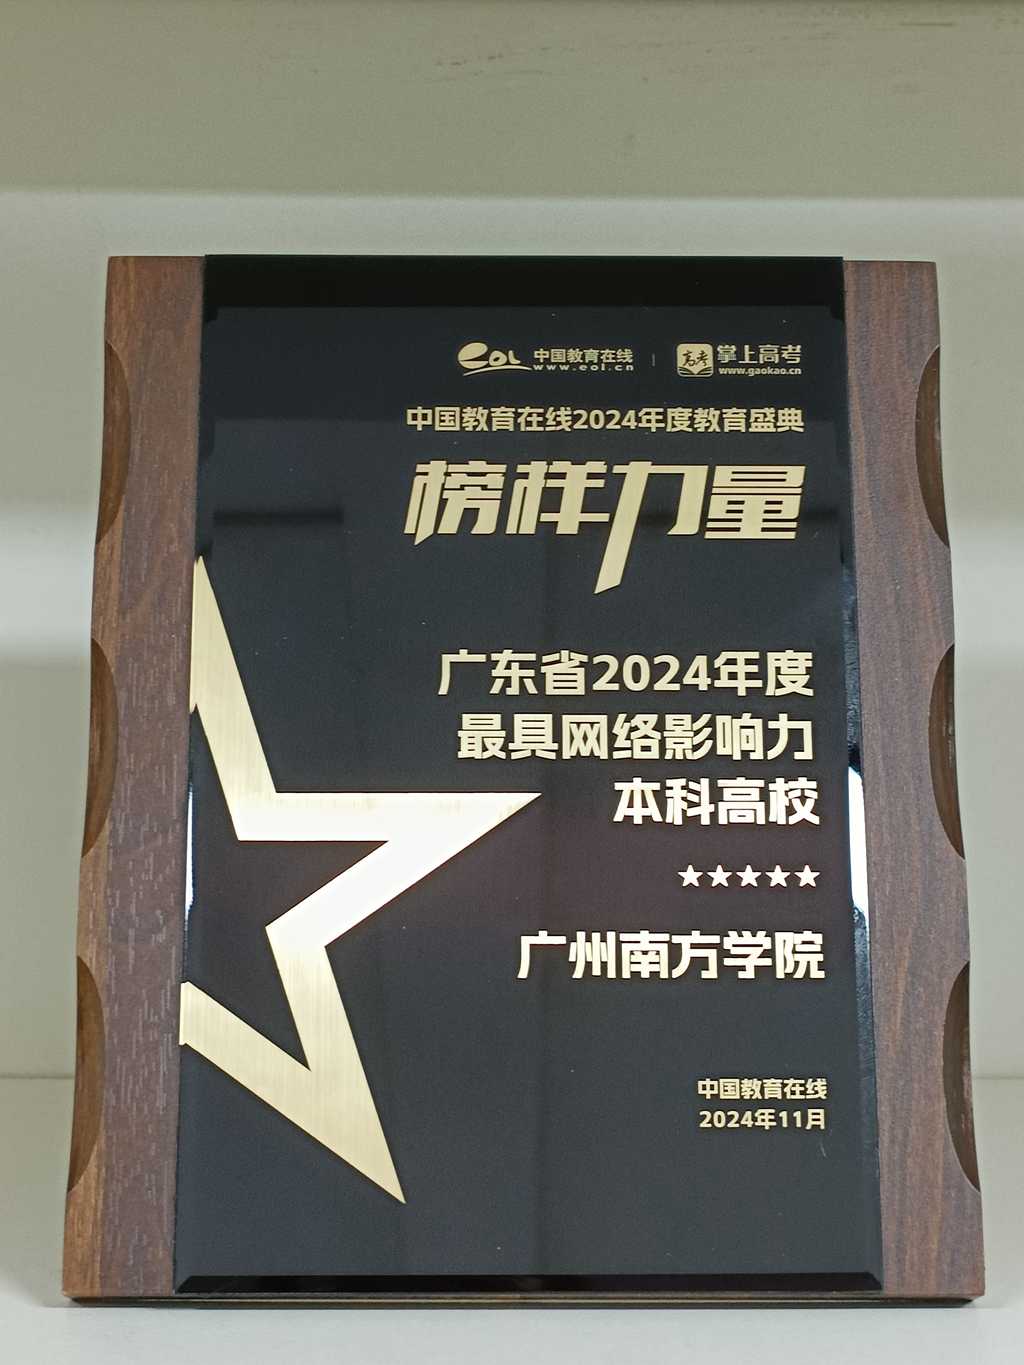 eol 中国教育在线 www.eol.cn | 高考 掌上高考 www.gaokao.cn
中国教育在线2024年度教育盛典
榜样力量
广东省2024年度
最具网络影响力
本科高校
★★★★★
广州南方学院
中国教育在线
2024年11月